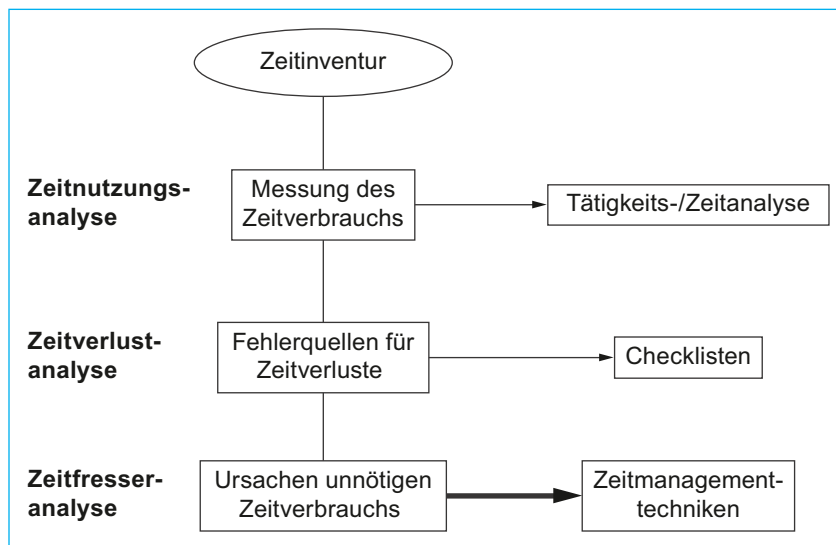 Zeitinventur
Zeitnutzungs-
analyse
Messung des
Zeitverbrauchs
Tätigkeits-/Zeitanalyse
Zeitverlust-
analyse
Fehlerquellen für
Zeitverluste
Checklisten
Zeitfresser-
analyse
Ursachen unnötigen
Zeitverbrauchs
Zeitmanagement-
techniken